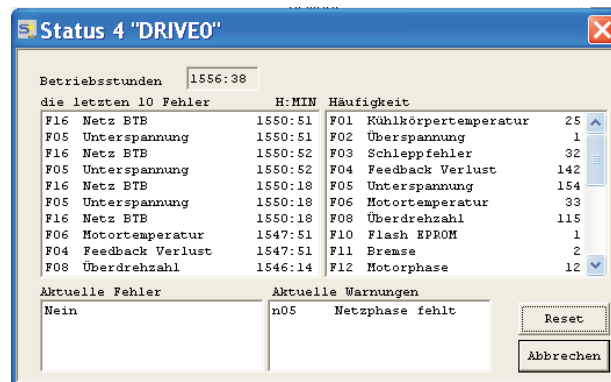 Status 4 "DRIVE0"
Betriebsstunden 1556:38
die letzten 10 Fehler H:MIN Häufigkeit
F16 Netz BTB 1550:51 F01 Kühlkörpertemperatur 25
F05 Unterspannung 1550:51 F02 Überspannung 1
F16 Netz BTB 1550:52 F03 Schleppfehler 32
F05 Unterspannung 1550:52 F04 Feedback Verlust 142
F16 Netz BTB 1550:18 F05 Unterspannung 154
F05 Unterspannung 1550:18 F06 Motortemperatur 33
F16 Netz BTB 1550:18 F08 Überdrehzahl 115
F06 Motortemperatur 1547:51 F10 Flash EPROM 1
F04 Feedback Verlust 1547:51 F11 Bremse 2
F08 Überdrehzahl 1546:14 F12 Motorphase 12
Aktuelle Fehler Aktuelle Warnungen
Nein n05 Netzphase fehlt
Reset
Abbrechen